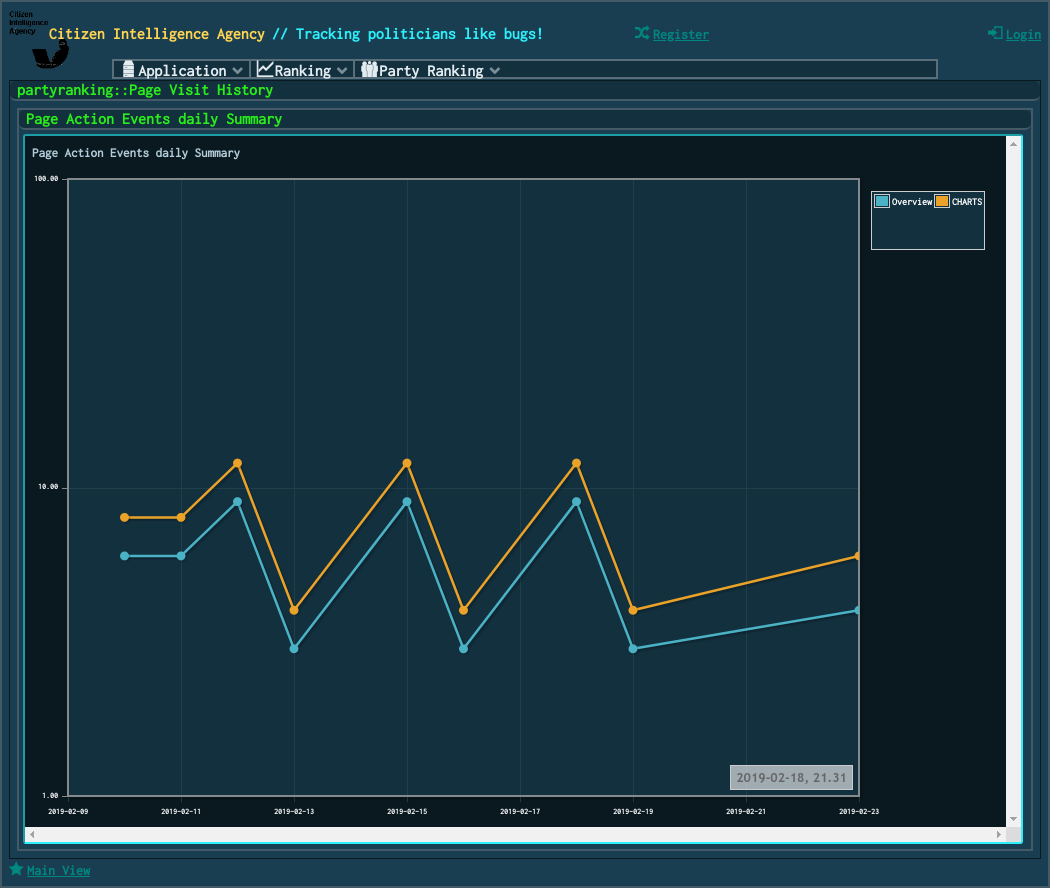 Citizen
Intelligence
Agency
Citizen Intelligence Agency // Tracking politicians like bugs!
Register
Login
Application
Ranking
Party Ranking
partyranking::Page Visit History
Page Action Events daily Summary
Page Action Events daily Summary
100.00
Overview CHARTS
10.00
2019-02-18, 21.31
1.00
2019-02-09 2019-02-11 2019-02-13 2019-02-15 2019-02-17 2019-02-19 2019-02-21 2019-02-23
Main View